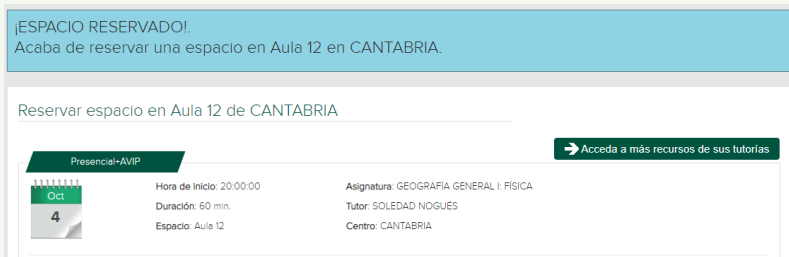 ¡ESPACIO RESERVADO!.
Acaba de reservar una espacio en Aula 12 en CANTABRIA.
Reservar espacio en Aula 12 de CANTABRIA
Acceda a más recursos de sus tutorías
Presencial+AVIP
Oct
4
Hora de inicio: 20:00:00
Asignatura: GEOGRAFÍA GENERAL I: FÍSICA
Duración: 60 min.
Tutor: SOLEDAD NOGUÉS
Espacio: Aula 12
Centro: CANTABRIA